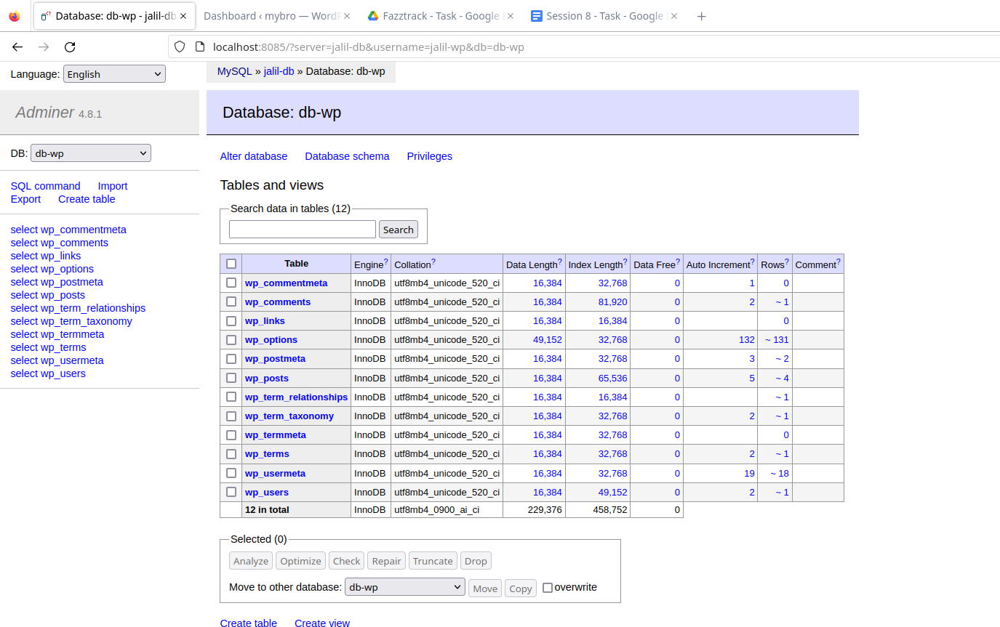 Database: db-wp - jalil-db
Dashboard ‹ mybro — WordP
Fazztrack - Task - Google
Session 8 - Task - Google
localhost:8085/?server=jalil-db&username=jalil-wp&db=db-wp
Language: English
MySQL » jalil-db » Database: db-wp
Adminer 4.8.1
Database: db-wp
DB: db-wp
Alter database Database schema Privileges
SQL command Import
Export Create table
select wp_commentmeta
select wp_comments
select wp_links
select wp_options
select wp_postmeta
select wp_posts
select wp_term_relationships
select wp_term_taxonomy
select wp_termmeta
select wp_terms
select wp_usermeta
select wp_users
Tables and views
Search data in tables (12)
Search
Table Engine? Collation? Data Length? Index Length? Data Free? Auto Increment? Rows? Comment?
wp_commentmeta InnoDB utf8mb4_unicode_520_ci 16,384 32,768 0 1 0
wp_comments InnoDB utf8mb4_unicode_520_ci 16,384 81,920 0 2 ~ 1
wp_links InnoDB utf8mb4_unicode_520_ci 16,384 16,384 0 0
wp_options InnoDB utf8mb4_unicode_520_ci 49,152 32,768 0 132 ~ 131
wp_postmeta InnoDB utf8mb4_unicode_520_ci 16,384 32,768 0 3 ~ 2
wp_posts InnoDB utf8mb4_unicode_520_ci 16,384 65,536 0 5 ~ 4
wp_term_relationships InnoDB utf8mb4_unicode_520_ci 16,384 16,384 0 ~ 1
wp_term_taxonomy InnoDB utf8mb4_unicode_520_ci 16,384 32,768 0 2 ~ 1
wp_termmeta InnoDB utf8mb4_unicode_520_ci 16,384 32,768 0 0
wp_terms InnoDB utf8mb4_unicode_520_ci 16,384 32,768 0 2 ~ 1
wp_usermeta InnoDB utf8mb4_unicode_520_ci 16,384 32,768 0 19 ~ 18
wp_users InnoDB utf8mb4_unicode_520_ci 16,384 49,152 0 2 ~ 1
12 in total InnoDB utf8mb4_0900_ai_ci 229,376 458,752 0
Selected (0)
Analyze Optimize Check Repair Truncate Drop
Move to other database: db-wp Move Copy overwrite
Create table Create view